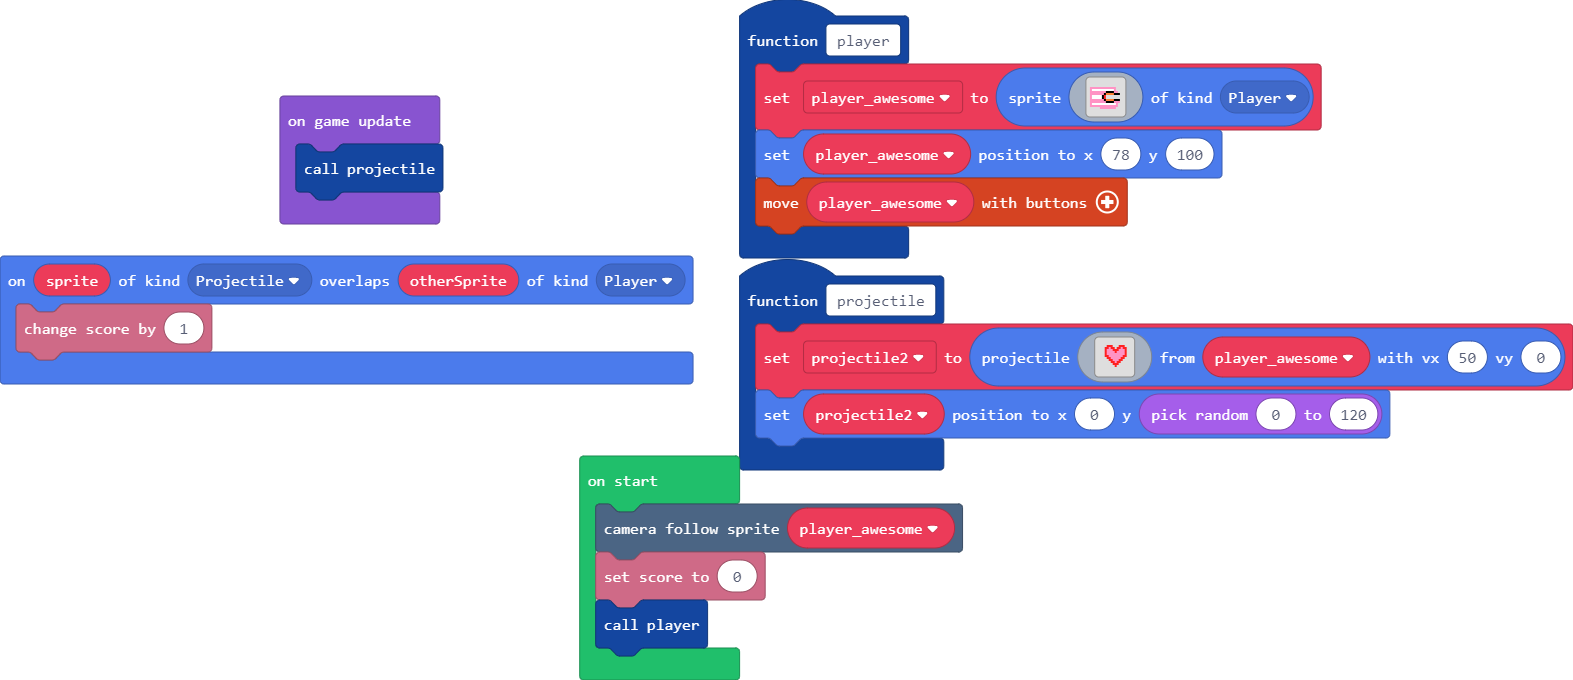 on game update
call projectile
on sprite of kind Projectile overlaps otherSprite of kind Player
change score by 1
function player
set player_awesome to sprite of kind Player
set player_awesome position to x 78 y 100
move player_awesome with buttons
function projectile
set projectile2 to projectile from player_awesome with vx 50 vy 0
set projectile2 position to x 0 y pick random 0 to 120
on start
camera follow sprite player_awesome
set score to 0
call player